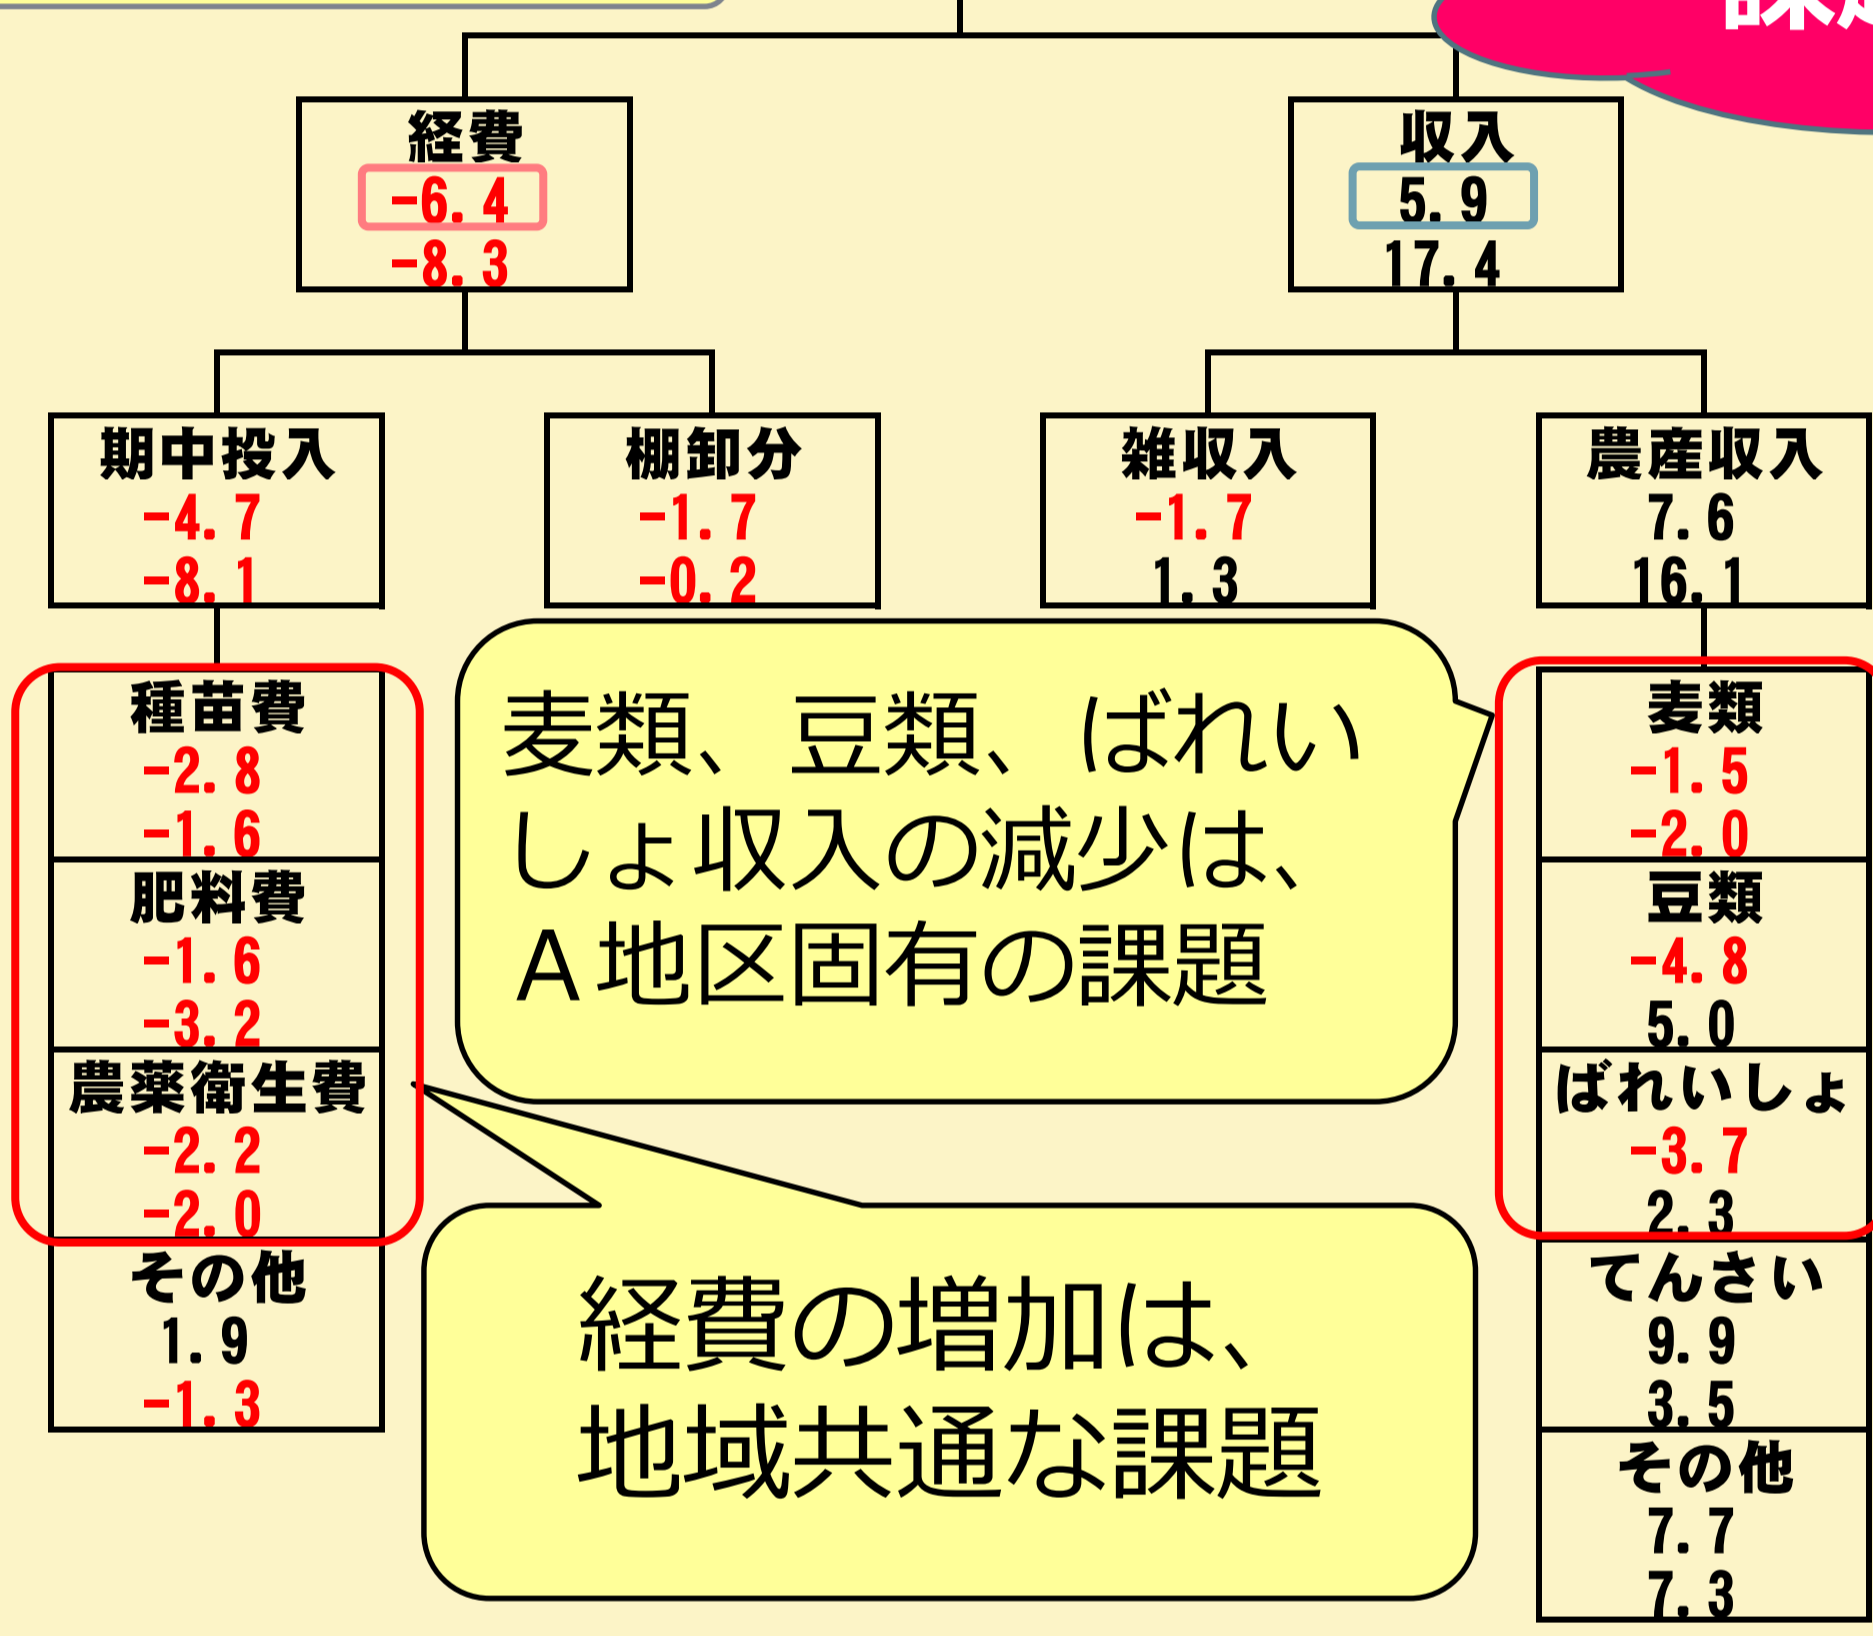 経費
-6.4
-8.3
収入
5.9
17.4
期中投入
-4.7
-8.1
棚卸分
-1.7
-0.2
雑収入
-1.7
1.3
農産収入
7.6
16.1
種苗費
-2.8
-1.6
肥料費
-1.6
-3.2
農薬衛生費
-2.2
-2.0
その他
1.9
-1.3
麦類、豆類、ばれい
しょ収入の減少は、
A地区固有の課題
経費の増加は、
地域共通な課題
麦類
-1.5
-2.0
豆類
-4.8
5.0
ばれいしょ
-3.7
2.3
てんさい
9.9
3.5
その他
7.7
7.3